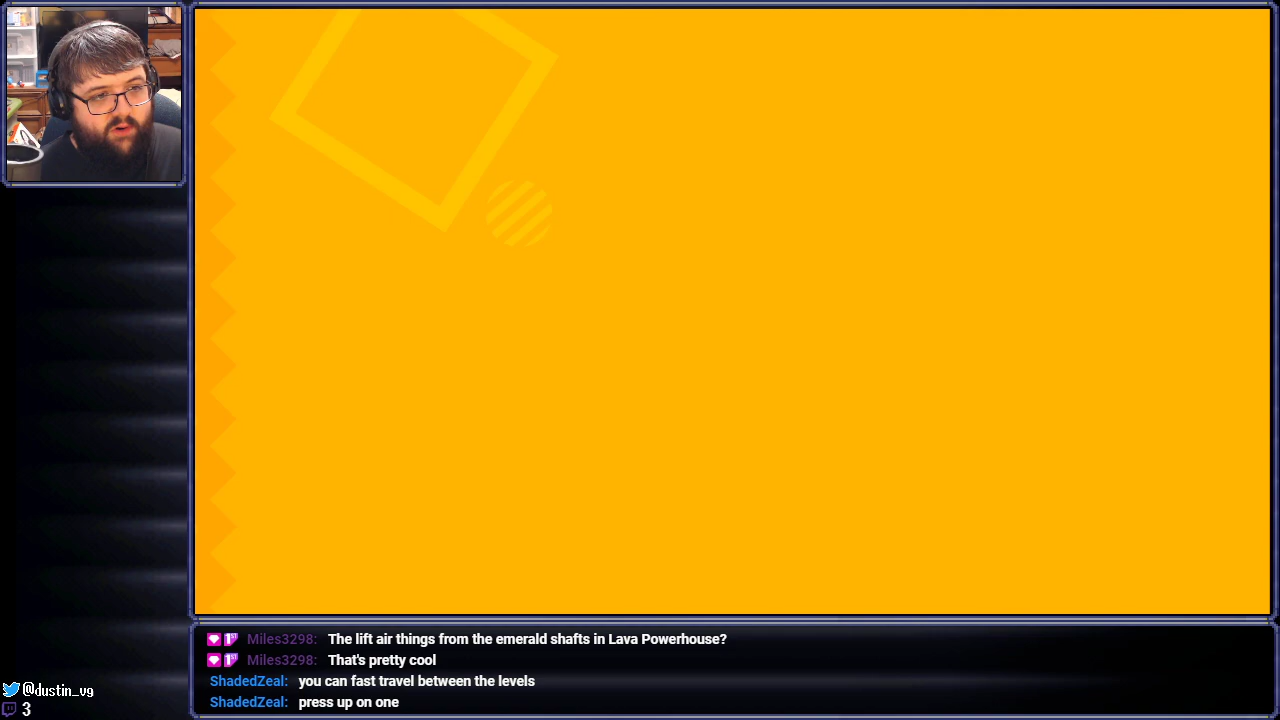 Miles3298: The lift air things from the emerald shafts in Lava Powerhouse?
Miles3298: That's pretty cool
ShadedZeal: you can fast travel between the levels
ShadedZeal: press up on one
@dustin_vg
3